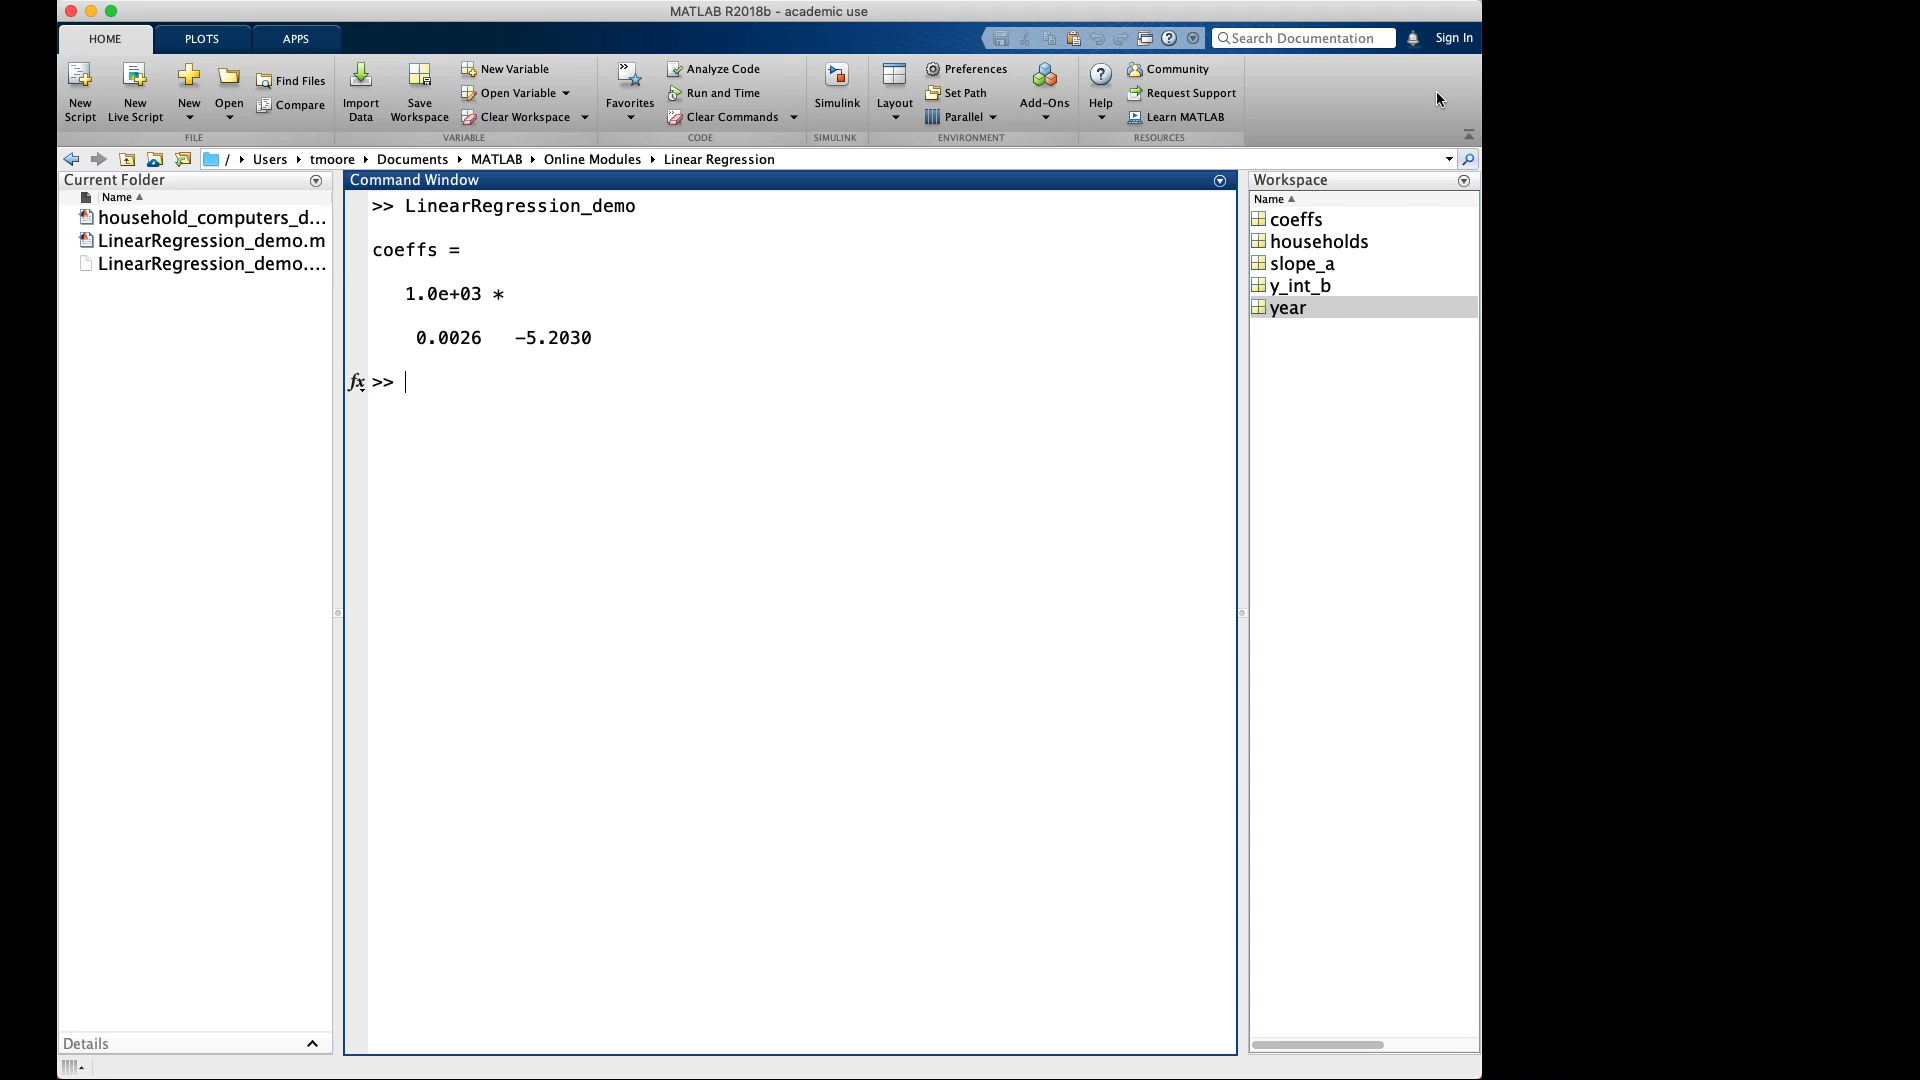 MATLAB R2018b - academic use
HOME PLOTS APPS
Search Documentation Sign In
New Script
New Live Script
New
Open
Find Files
Compare
FILE
Import Data
Save Workspace
New Variable
Open Variable
Clear Workspace
VARIABLE
Favorites
Analyze Code
Run and Time
Clear Commands
CODE
Simulink
SIMULINK
Layout
Preferences
Set Path
Parallel
Add-Ons
ENVIRONMENT
Help
Community
Request Support
Learn MATLAB
RESOURCES
/ Users tmoore Documents MATLAB Online Modules Linear Regression
Current Folder
Name
household_computers_d...
LinearRegression_demo.m
LinearRegression_demo....
Details
Command Window
>> LinearRegression_demo
coeffs =
1.0e+03 *
0.0026 -5.2030
fx >>
Workspace
Name
coeffs
households
slope_a
y_int_b
year